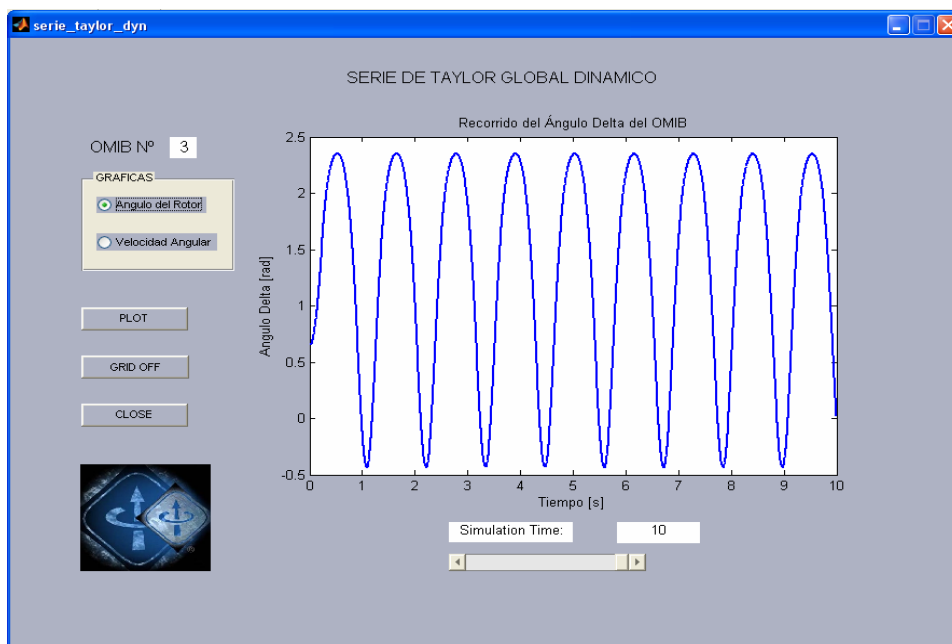 serie_taylor_dyn
SERIE DE TAYLOR GLOBAL DINAMICO
OMIB Nº 3
GRAFICAS
Angulo del Rotor
Velocidad Angular
PLOT
GRID OFF
CLOSE
Recorrido del Ángulo Delta del OMIB
Angulo Delta [rad]
2.5
2
1.5
1
0.5
0
-0.5
0 1 2 3 4 5 6 7 8 9 10
Tiempo [s]
Simulation Time: 10